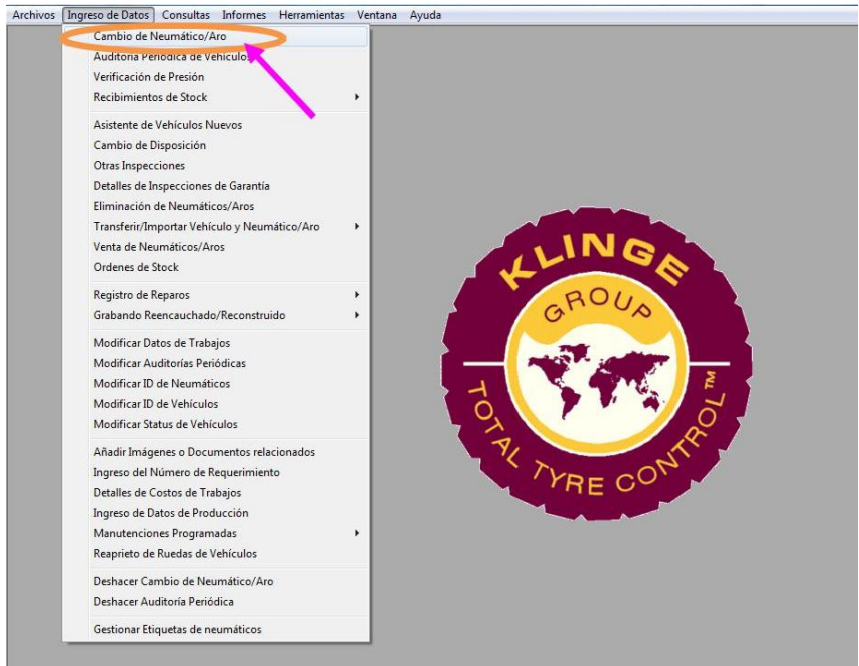 Archivos Ingreso de Datos Consultas Informes Herramientas Ventana Ayuda
Cambio de Neumático/Aro
Auditoria Periódica de Vehículos
Verificación de Presión
Recibimientos de Stock
Asistente de Vehículos Nuevos
Cambio de Disposición
Otras Inspecciones
Detalles de Inspecciones de Garantía
Eliminación de Neumáticos/Aros
Transferir/Importar Vehículo y Neumático/Aro
Venta de Neumáticos/Aros
Ordenes de Stock
Registro de Reparos
Grabando Reencauchado/Reconstruido
Modificar Datos de Trabajos
Modificar Auditorías Periódicas
Modificar ID de Neumáticos
Modificar ID de Vehículos
Modificar Status de Vehículos
Añadir Imágenes o Documentos relacionados
Ingreso del Número de Requerimiento
Detalles de Costos de Trabajos
Ingreso de Datos de Producción
Manutenciones Programadas
Reaprieto de Ruedas de Vehículos
Deshacer Cambio de Neumático/Aro
Deshacer Auditoría Periódica
Gestionar Etiquetas de neumáticos
KLINGE
GROUP
TOTAL TYRE CONTROL™